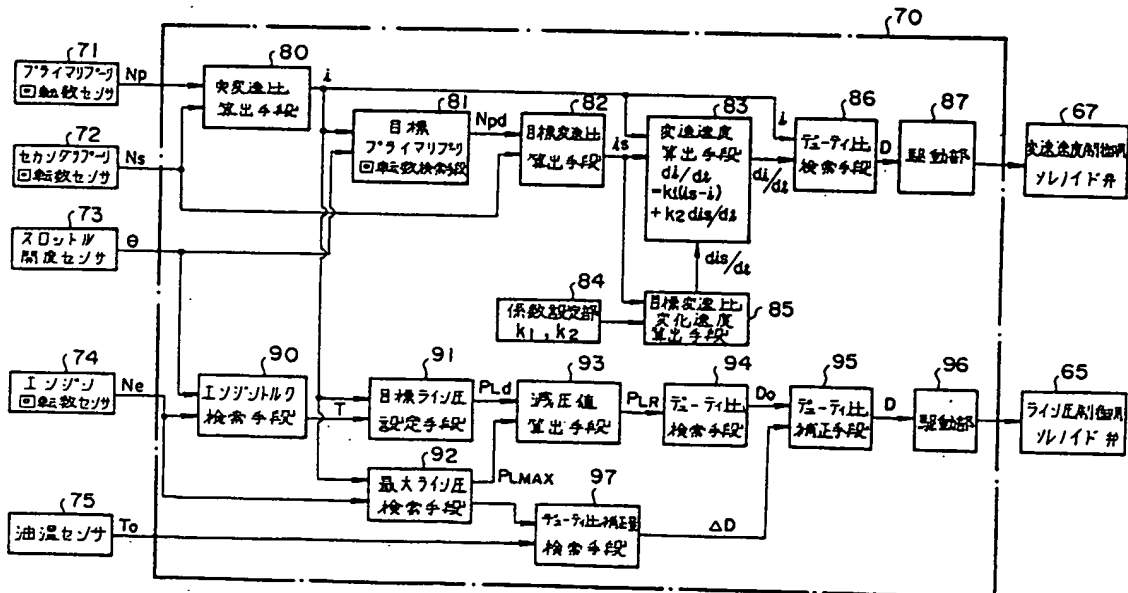 70
71
プライマリプーリ
回転数センサ
Np
80
実変速比
算出手段
i
81
目標
プライマリプーリ
回転数検索手段
Npd
82
目標変速比
算出手段
is
83
変速速度
算出手段
di/dt
=k1(is-i)
+k2 dis/dt
di/dt
i
86
デューティ比
検索手段
D
87
駆動部
67
変速速度制御用
ソレノイド弁
72
セカンダリプーリ
回転数センサ
Ns
73
スロットル
開度センサ
θ
dis/dt
84
係数設定部
k1, k2
目標変速比
変化速度
算出手段
85
74
エンジン
回転数センサ
Ne
90
エンジントルク
検索手段
T
91
目標ライン圧
設定手段
PLd
93
減圧値
算出手段
PLR
94
デューティ比
検索手段
Do
95
デューティ比
補正手段
D
96
駆動部
65
ライン圧制御用
ソレノイド弁
92
最大ライン圧
検索手段
PLMAX
75
油温センサ
To
97
デューティ比補正量
検索手段
ΔD